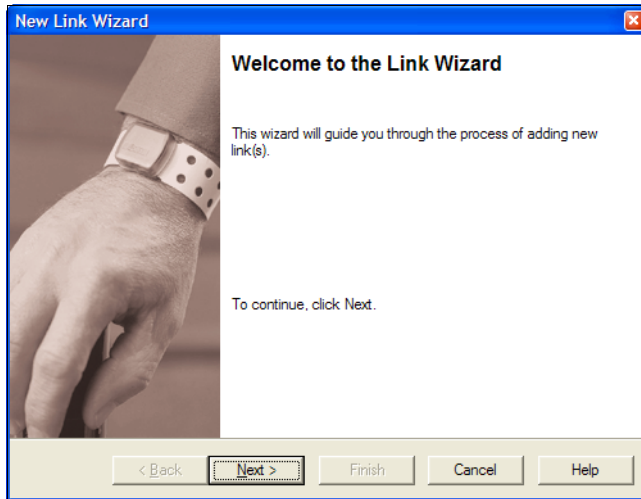 New Link Wizard
Welcome to the Link Wizard
This wizard will guide you through the process of adding new
link(s).
To continue, click Next.
< Back
Next >
Finish
Cancel
Help